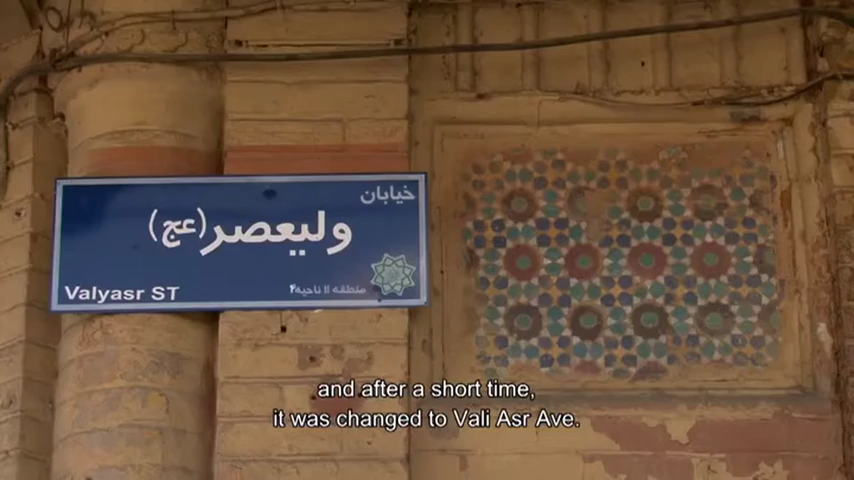 خیابان
ولیعصر (عج)
منطقه ۱۱ ناحیه ۲
Valyasr ST
and after a short time,
it was changed to Vali Asr Ave.